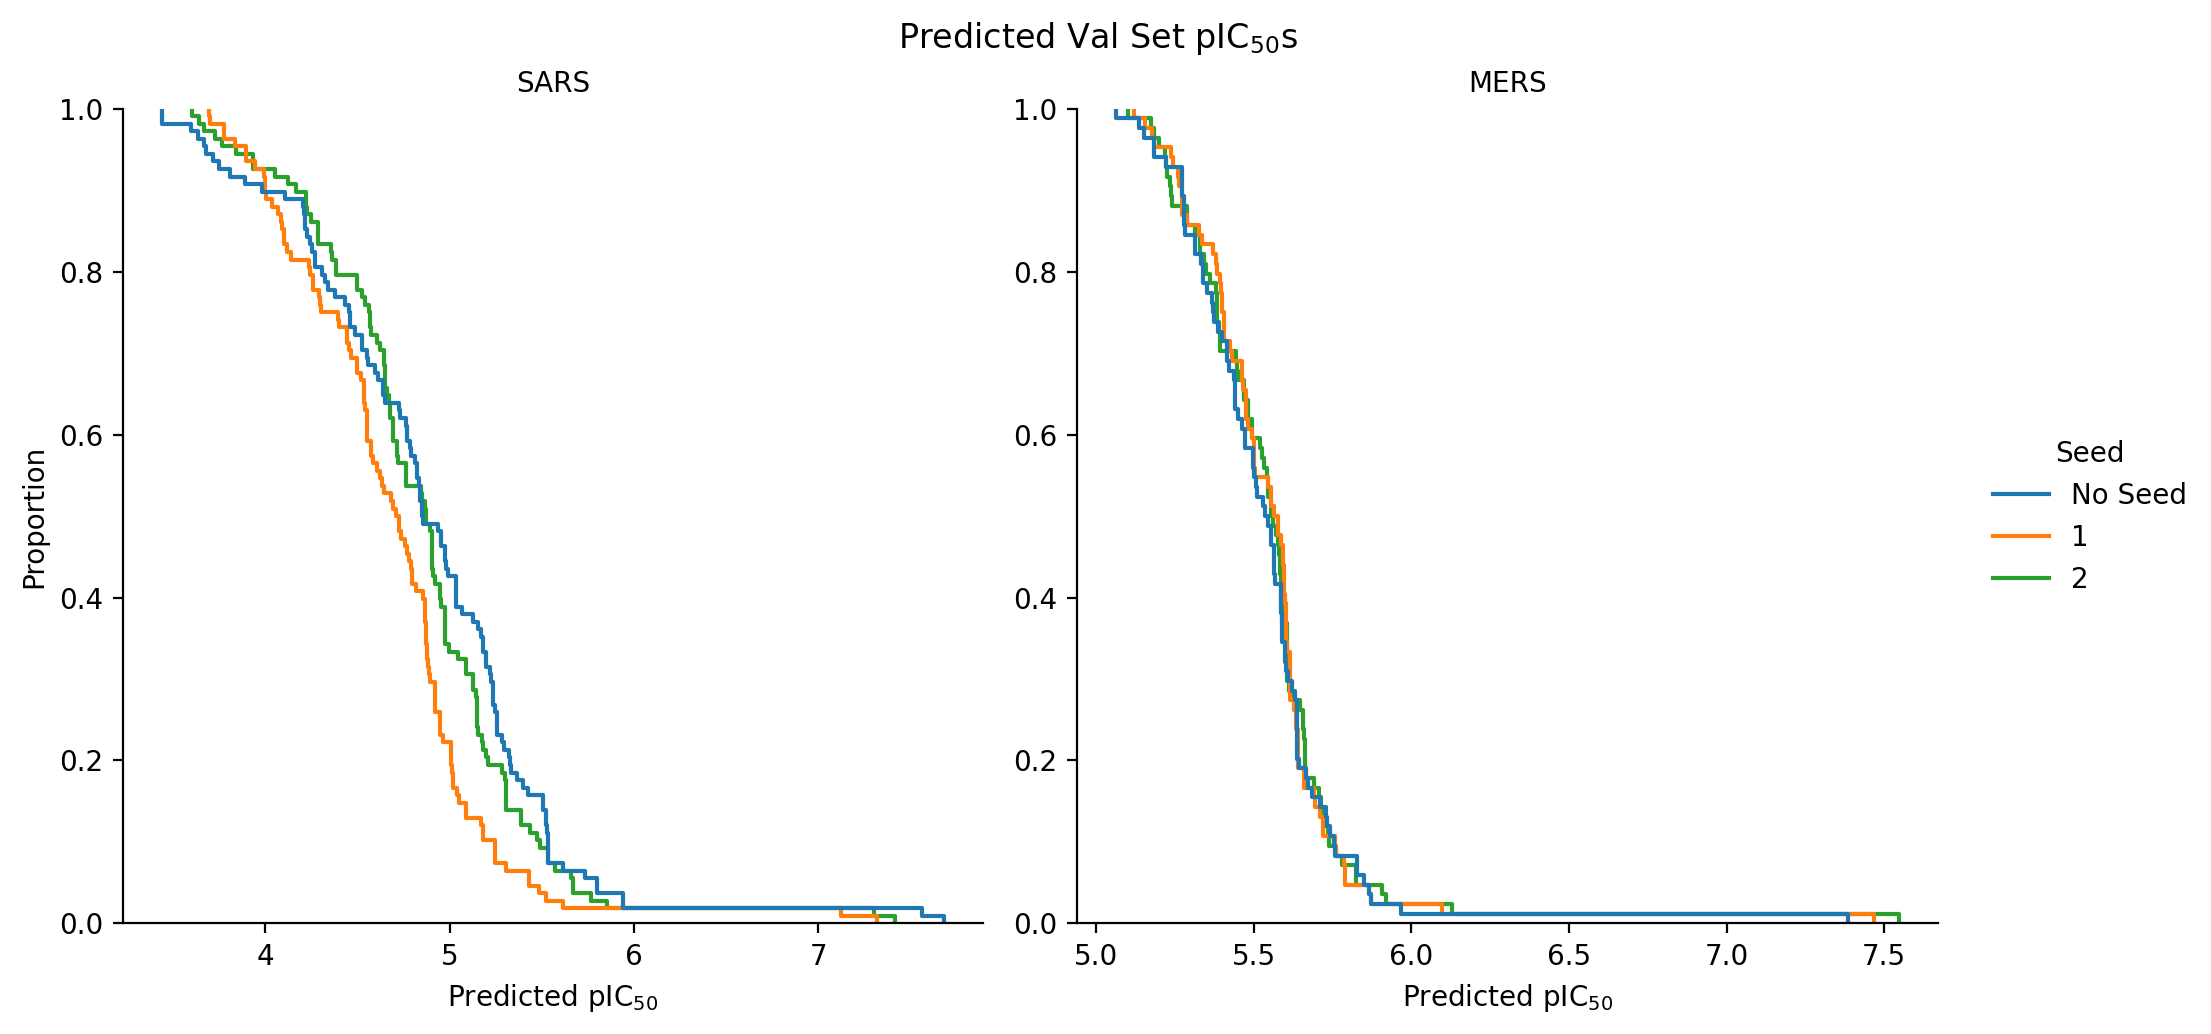 Predicted Val Set pIC₅₀s
SARS
MERS
1.0
0.8
0.6
0.4
0.2
0.0
Proportion
4 5 6 7
Predicted pIC₅₀
1.0
0.8
0.6
0.4
0.2
0.0
5.0 5.5 6.0 6.5 7.0 7.5
Predicted pIC₅₀
Seed
No Seed
1
2